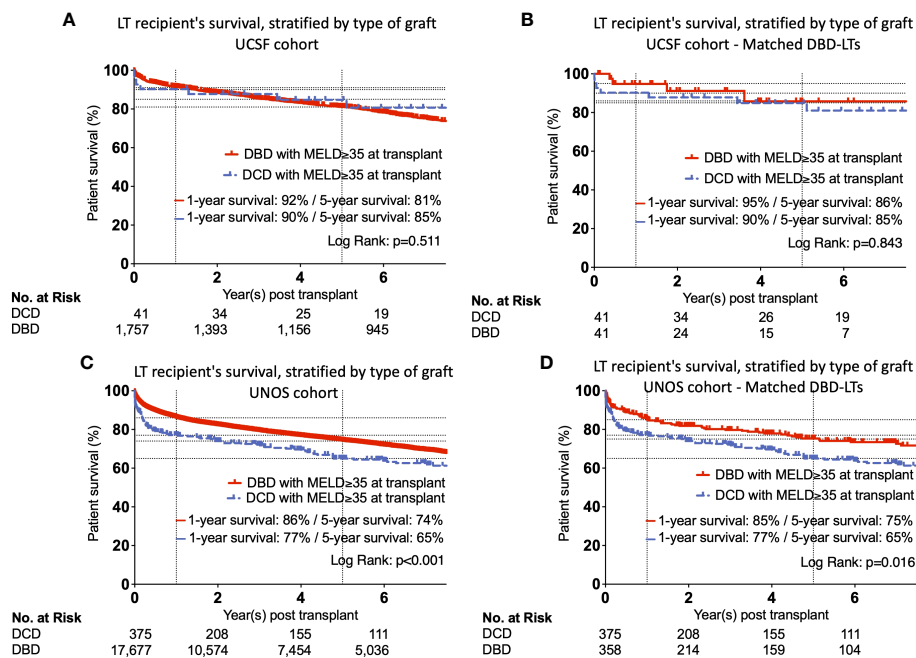 A
LT recipient's survival, stratified by type of graft
UCSF cohort
Patient survival (%)
100
80
60
40
20
0
DBD with MELD≥35 at transplant
DCD with MELD≥35 at transplant
1-year survival: 92% / 5-year survival: 81%
1-year survival: 90% / 5-year survival: 85%
Log Rank: p=0.511
0 2 4 6
Year(s) post transplant
No. at Risk
DCD 41 34 25 19
DBD 1,757 1,393 1,156 945
B
LT recipient's survival, stratified by type of graft
UCSF cohort - Matched DBD-LTs
Patient survival (%)
100
80
60
40
20
0
DBD with MELD≥35 at transplant
DCD with MELD≥35 at transplant
1-year survival: 95% / 5-year survival: 86%
1-year survival: 90% / 5-year survival: 85%
Log Rank: p=0.843
0 2 4 6
Year(s) post transplant
No. at Risk
DCD 41 34 26 19
DBD 41 24 15 7
C
LT recipient's survival, stratified by type of graft
UNOS cohort
Patient survival (%)
100
80
60
40
20
0
DBD with MELD≥35 at transplant
DCD with MELD≥35 at transplant
1-year survival: 86% / 5-year survival: 74%
1-year survival: 77% / 5-year survival: 65%
Log Rank: p<0.001
0 2 4 6
Year(s) post transplant
No. at Risk
DCD 375 208 155 111
DBD 17,677 10,574 7,454 5,036
D
LT recipient's survival, stratified by type of graft
UNOS cohort - Matched DBD-LTs
Patient survival (%)
100
80
60
40
20
0
DBD with MELD≥35 at transplant
DCD with MELD≥35 at transplant
1-year survival: 85% / 5-year survival: 75%
1-year survival: 77% / 5-year survival: 65%
Log Rank: p=0.016
0 2 4 6
Year(s) post transplant
No. at Risk
DCD 375 208 155 111
DBD 358 214 159 104